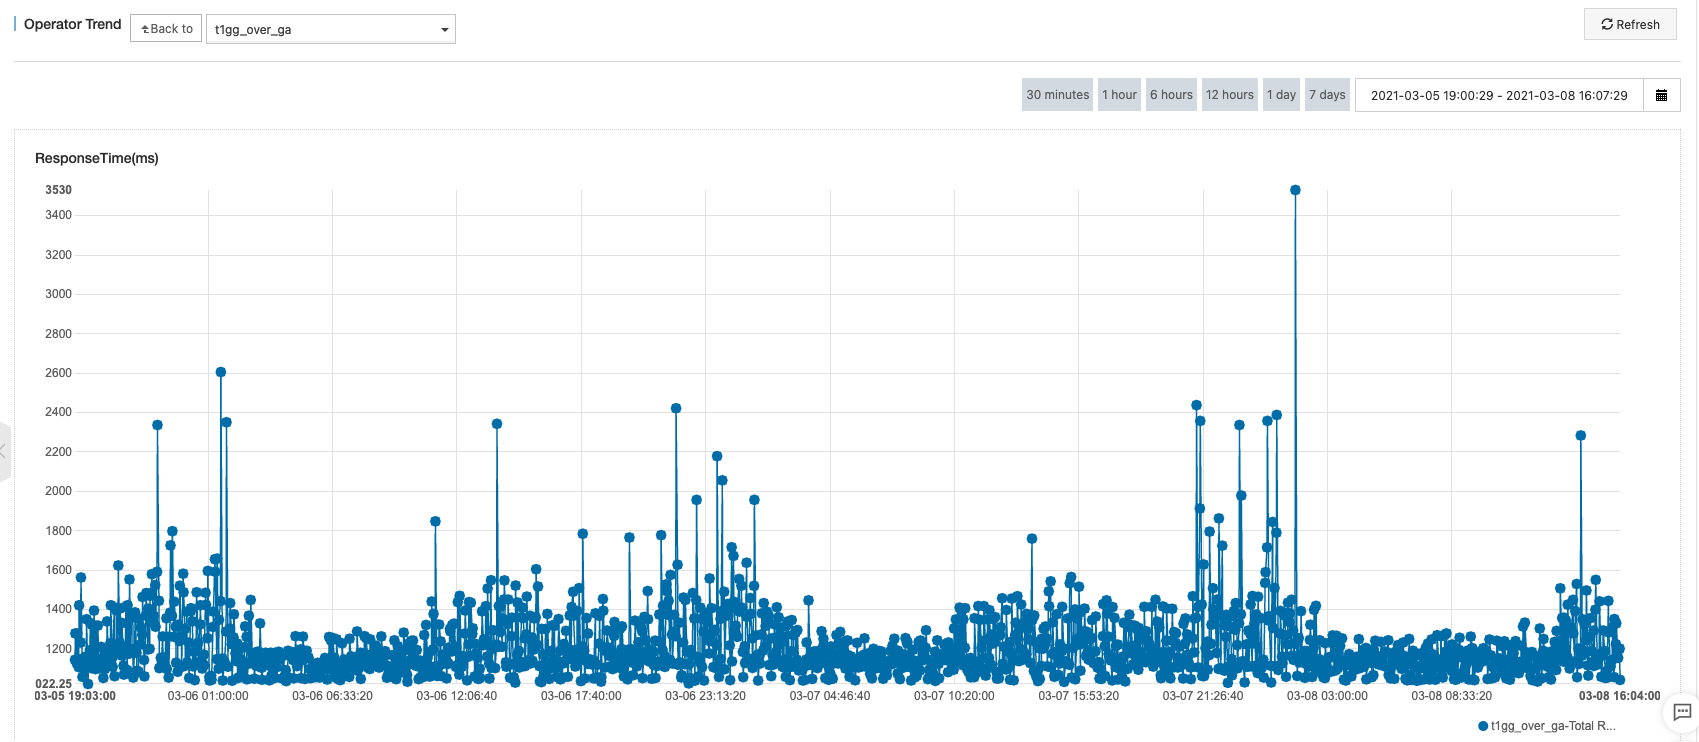 Operator Trend
Back to
t1gg_over_ga
Refresh
30 minutes
1 hour
6 hours
12 hours
1 day
7 days
2021-03-05 19:00:29 - 2021-03-08 16:07:29
ResponseTime(ms)
3530
3400
3200
3000
2800
2600
2400
2200
2000
1800
1600
1400
1200
022.25
03-05 19:03:00
03-06 01:00:00
03-06 06:33:20
03-06 12:06:40
03-06 17:40:00
03-06 23:13:20
03-07 04:46:40
03-07 10:20:00
03-07 15:53:20
03-07 21:26:40
03-08 03:00:00
03-08 08:33:20
03-08 16:04:00
t1gg_over_ga-Total R...